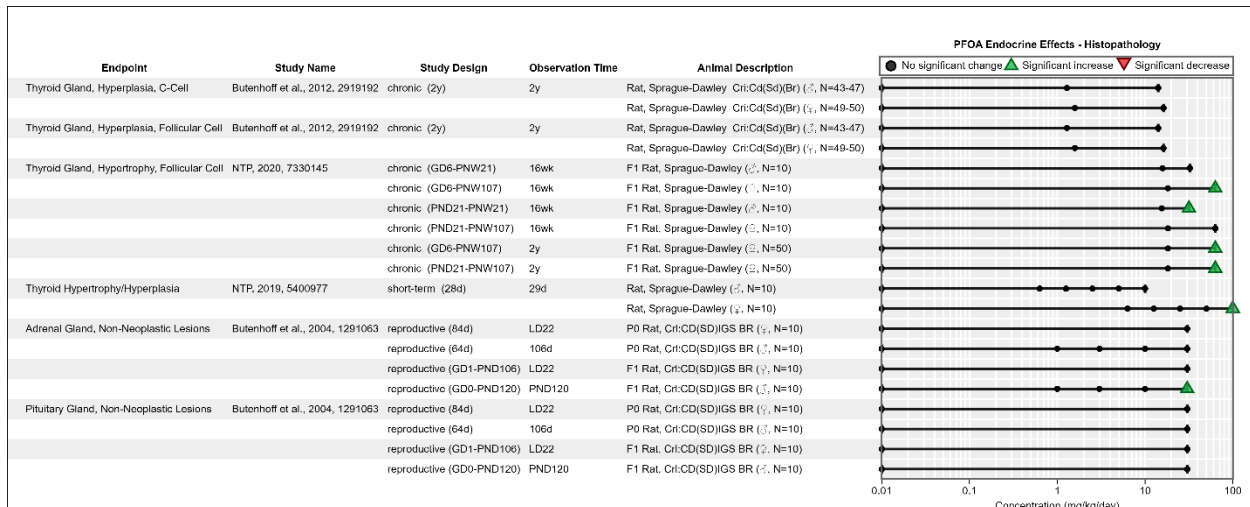 PFOA Endocrine Effects - Histopathology
Endpoint Study Name Study Design Observation Time Animal Description
No significant change Significant increase Significant decrease
Thyroid Gland, Hyperplasia, C-Cell Butenhoff et al., 2012, 2919192 chronic (2y) 2y Rat, Sprague-Dawley Crl:Cd(Sd)(Br) (♂, N=43-47)
Rat, Sprague-Dawley Crl:Cd(Sd)(Br) (♀, N=49-50)
Thyroid Gland, Hyperplasia, Follicular Cell Butenhoff et al., 2012, 2919192 chronic (2y) 2y Rat, Sprague-Dawley Crl:Cd(Sd)(Br) (♂, N=43-47)
Rat, Sprague-Dawley Crl:Cd(Sd)(Br) (♀, N=49-50)
Thyroid Gland, Hypertrophy, Follicular Cell NTP, 2020, 7330145 chronic (GD6-PNW21) 16wk F1 Rat, Sprague-Dawley (♂, N=10)
chronic (GD6-PNW107) 16wk F1 Rat, Sprague-Dawley (♀, N=10)
chronic (PND21-PNW21) 16wk F1 Rat, Sprague-Dawley (♂, N=10)
chronic (PND21-PNW107) 16wk F1 Rat, Sprague-Dawley (♀, N=10)
chronic (GD6-PNW107) 2y F1 Rat, Sprague-Dawley (♀, N=50)
chronic (PND21-PNW107) 2y F1 Rat, Sprague-Dawley (♀, N=50)
Thyroid Hypertrophy/Hyperplasia NTP, 2019, 5400977 short-term (28d) 29d Rat, Sprague-Dawley (♂, N=10)
Rat, Sprague-Dawley (♀, N=10)
Adrenal Gland, Non-Neoplastic Lesions Butenhoff et al., 2004, 1291063 reproductive (84d) LD22 P0 Rat, Crl:CD(SD)IGS BR (♀, N=10)
reproductive (64d) 106d P0 Rat, Crl:CD(SD)IGS BR (♂, N=10)
reproductive (GD1-PND106) LD22 F1 Rat, Crl:CD(SD)IGS BR (♀, N=10)
reproductive (GD0-PND120) PND120 F1 Rat, Crl:CD(SD)IGS BR (♂, N=10)
Pituitary Gland, Non-Neoplastic Lesions Butenhoff et al., 2004, 1291063 reproductive (84d) LD22 P0 Rat, Crl:CD(SD)IGS BR (♀, N=10)
reproductive (64d) 106d P0 Rat, Crl:CD(SD)IGS BR (♂, N=10)
reproductive (GD1-PND106) LD22 F1 Rat, Crl:CD(SD)IGS BR (♀, N=10)
reproductive (GD0-PND120) PND120 F1 Rat, Crl:CD(SD)IGS BR (♂, N=10)
0.01 0.1 1 10 100
Concentration (mg/kg/day)